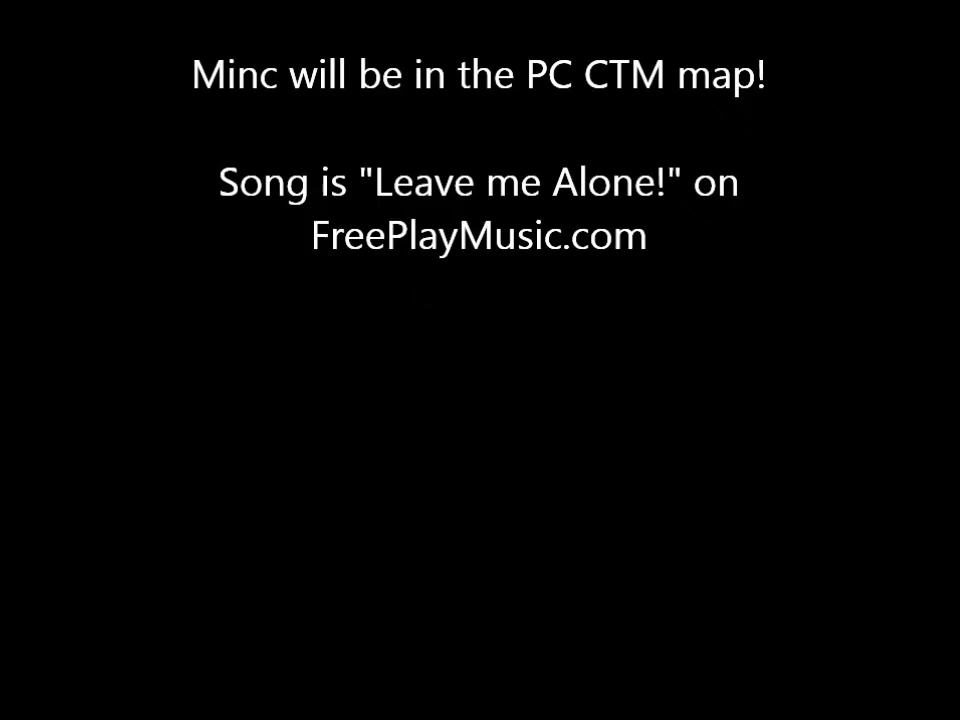 Minc will be in the PC CTM map!
Song is "Leave me Alone!" on
FreePlayMusic.com